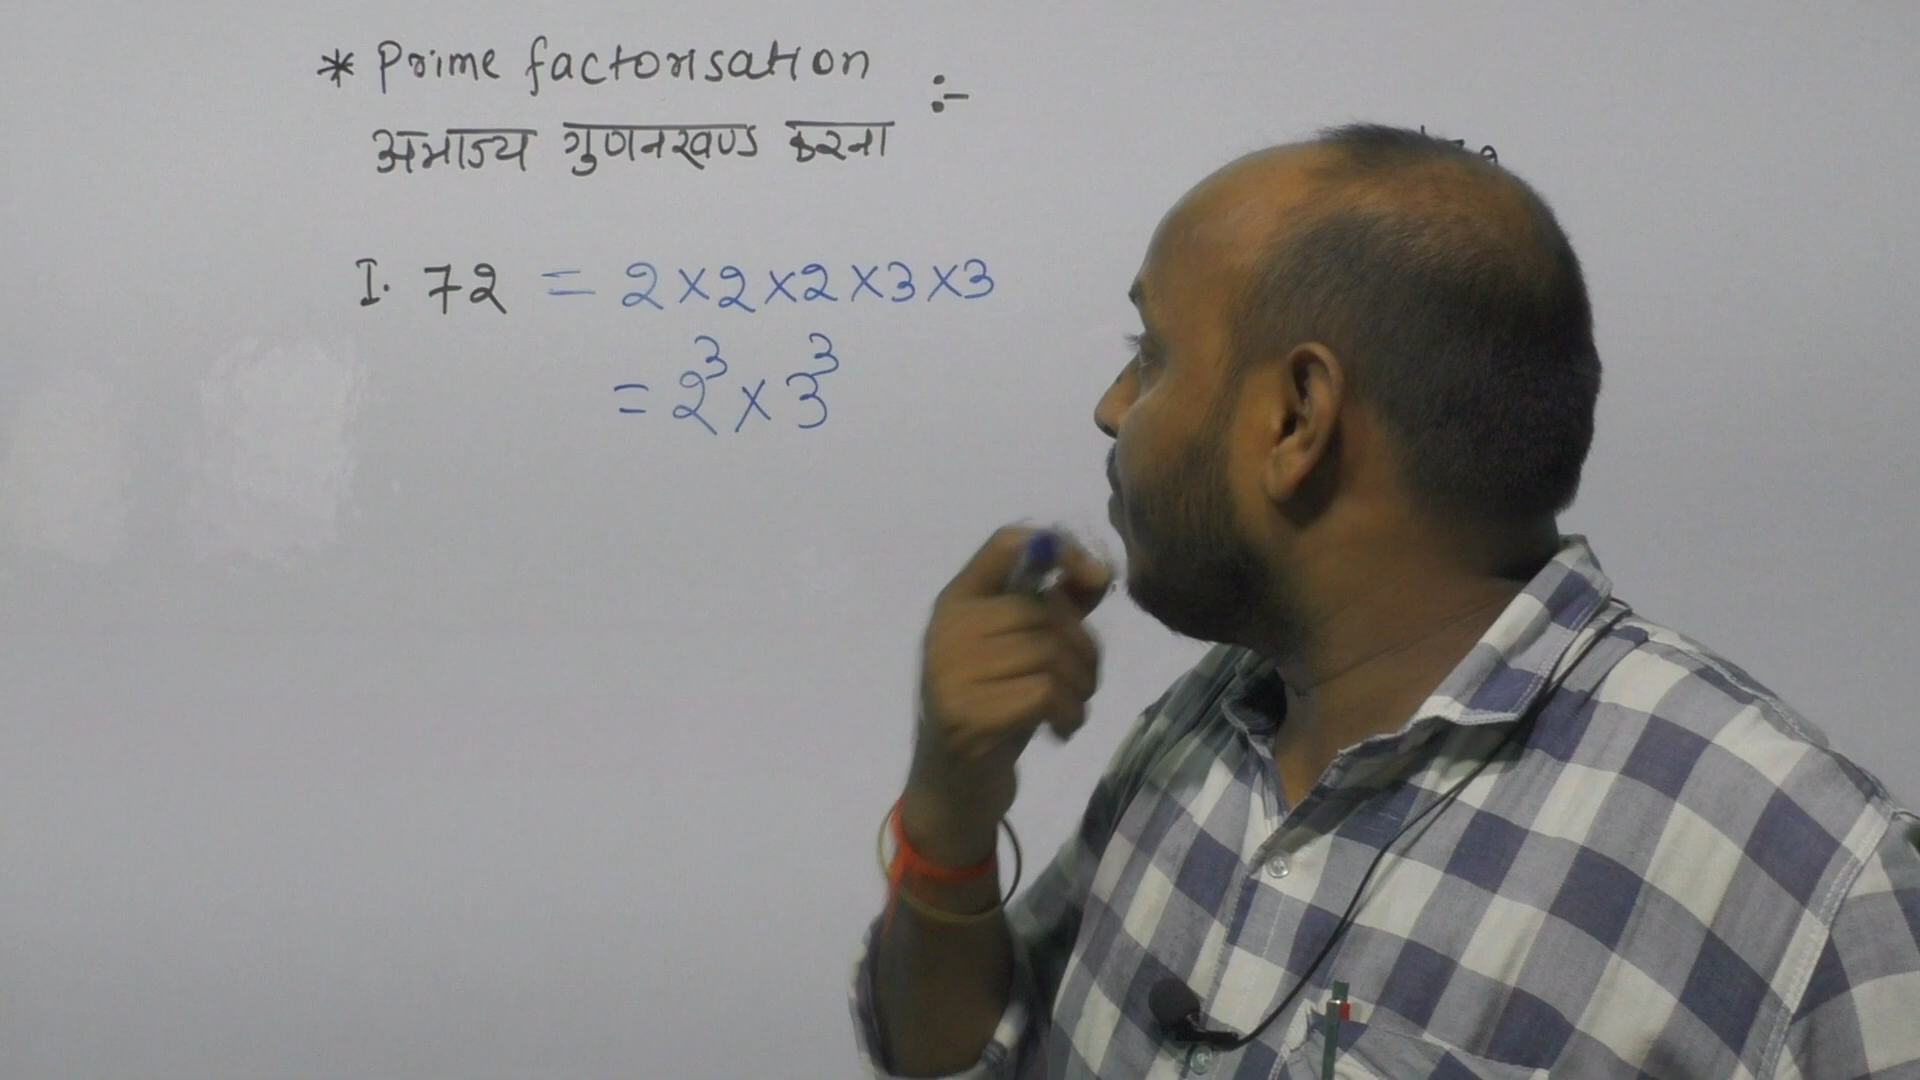 * Prime factorisation :-
अभाज्य गुणनखण्ड करना
I. 72 = 2×2×2×3×3
= 2³×3³